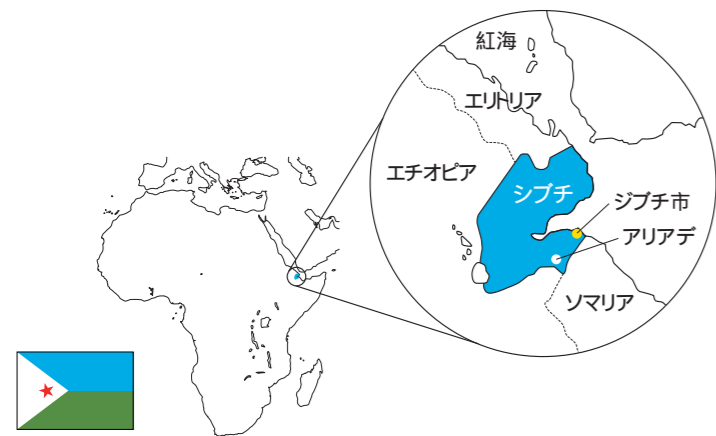 紅海
エリトリア
エチオピア
シブチ
ジブチ市
アリアデ
ソマリア